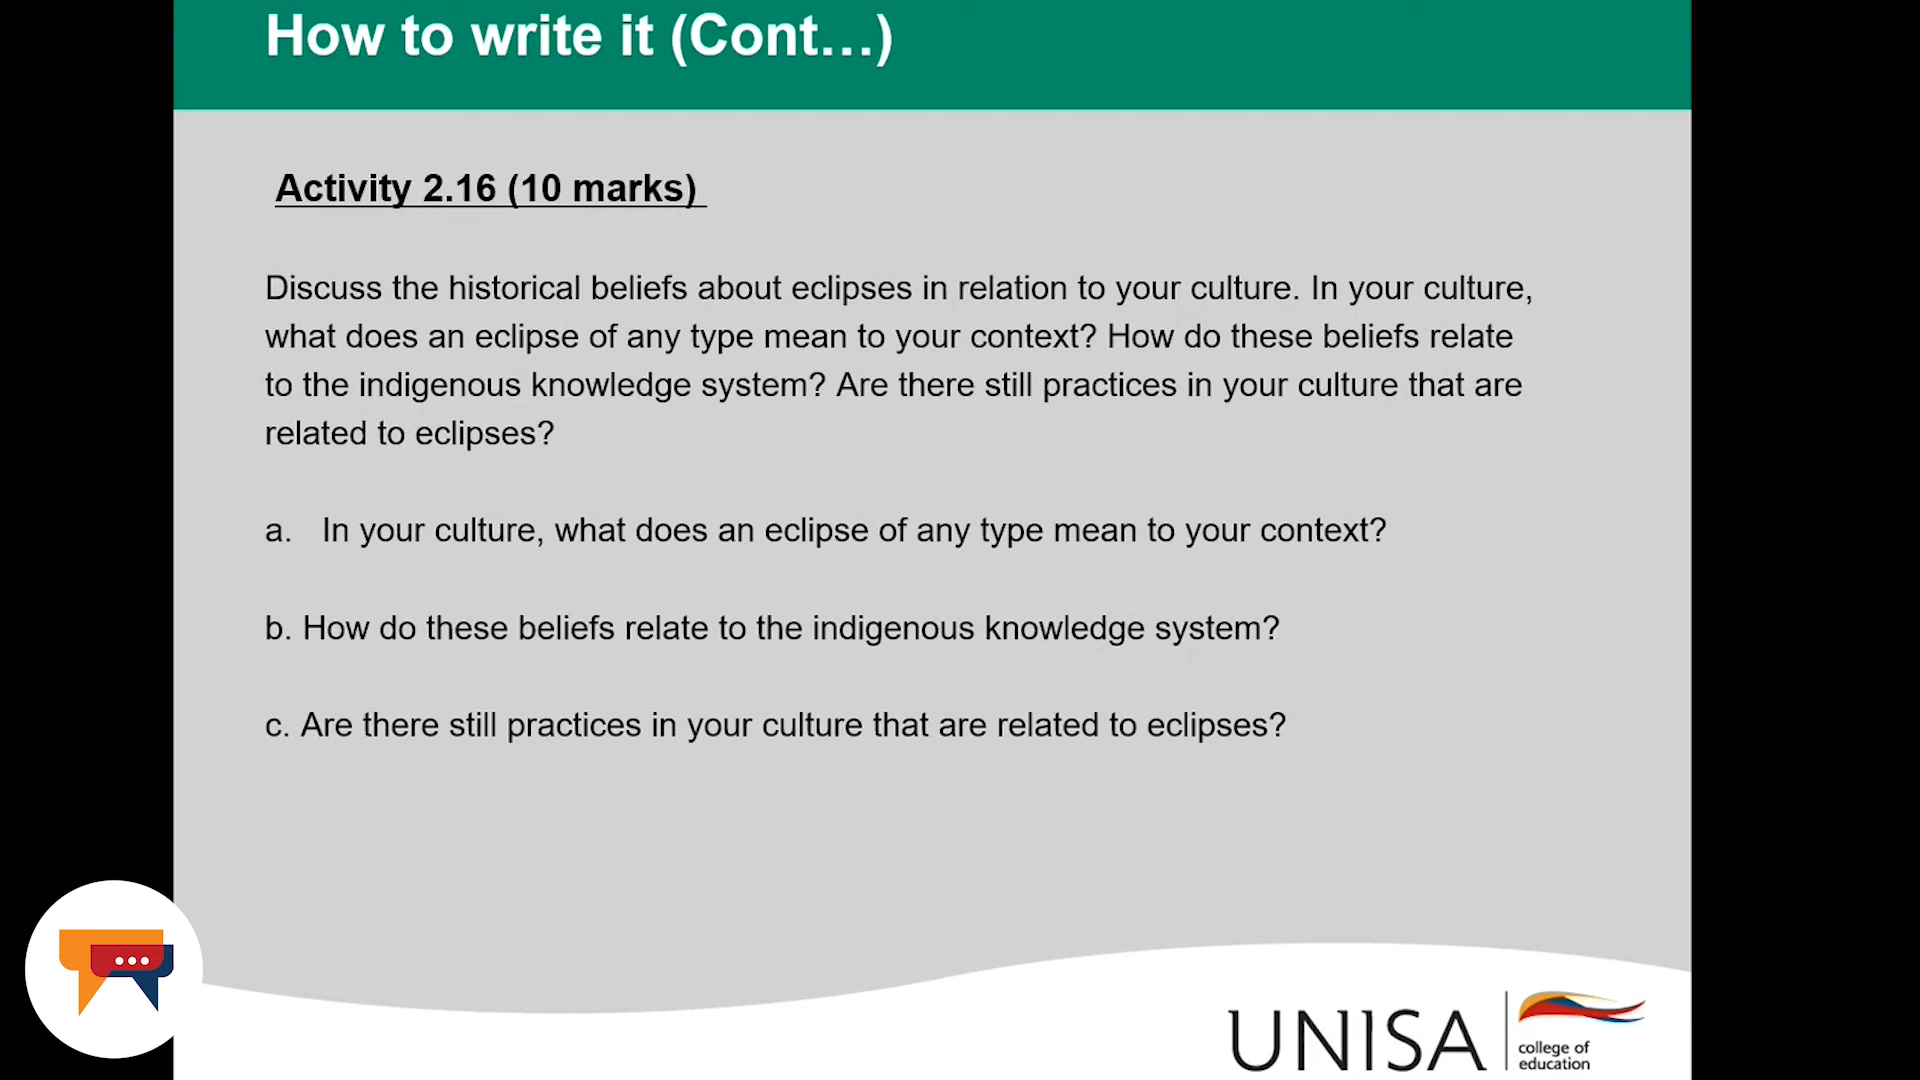 How to write it (Cont...)
Activity 2.16 (10 marks)
Discuss the historical beliefs about eclipses in relation to your culture. In your culture,
what does an eclipse of any type mean to your context? How do these beliefs relate
to the indigenous knowledge system? Are there still practices in your culture that are
related to eclipses?
a. In your culture, what does an eclipse of any type mean to your context?
b. How do these beliefs relate to the indigenous knowledge system?
c. Are there still practices in your culture that are related to eclipses?
UNISA
college of
education